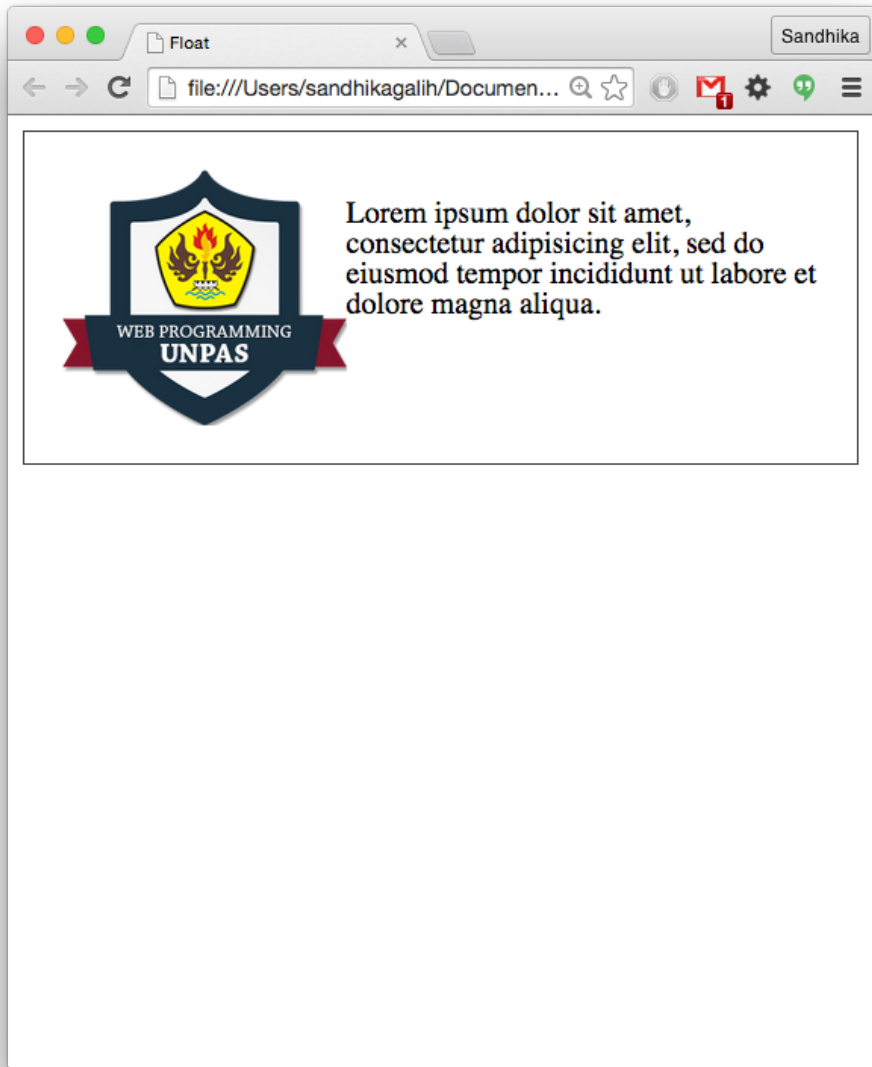 Float
Sandhika
file:///Users/sandhikagalih/Documen...
1
WEB PROGRAMMING
UNPAS
Lorem ipsum dolor sit amet,
consectetur adipisicing elit, sed do
eiusmod tempor incididunt ut labore et
dolore magna aliqua.